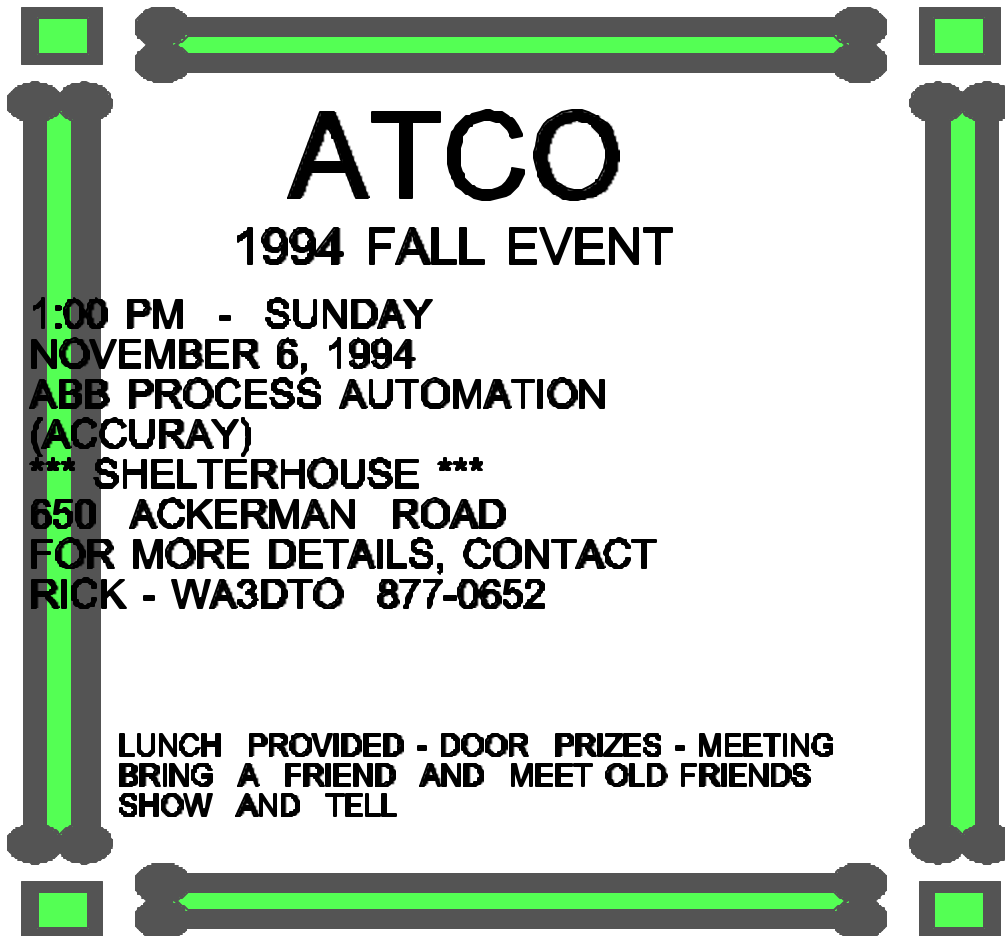 ATCO
1994 FALL EVENT
1:00 PM - SUNDAY
NOVEMBER 6, 1994
ABB PROCESS AUTOMATION
(ACCURAY)
*** SHELTERHOUSE ***
650 ACKERMAN ROAD
FOR MORE DETAILS, CONTACT
RICK - WA3DTO 877-0652
LUNCH PROVIDED - DOOR PRIZES - MEETING
BRING A FRIEND AND MEET OLD FRIENDS
SHOW AND TELL